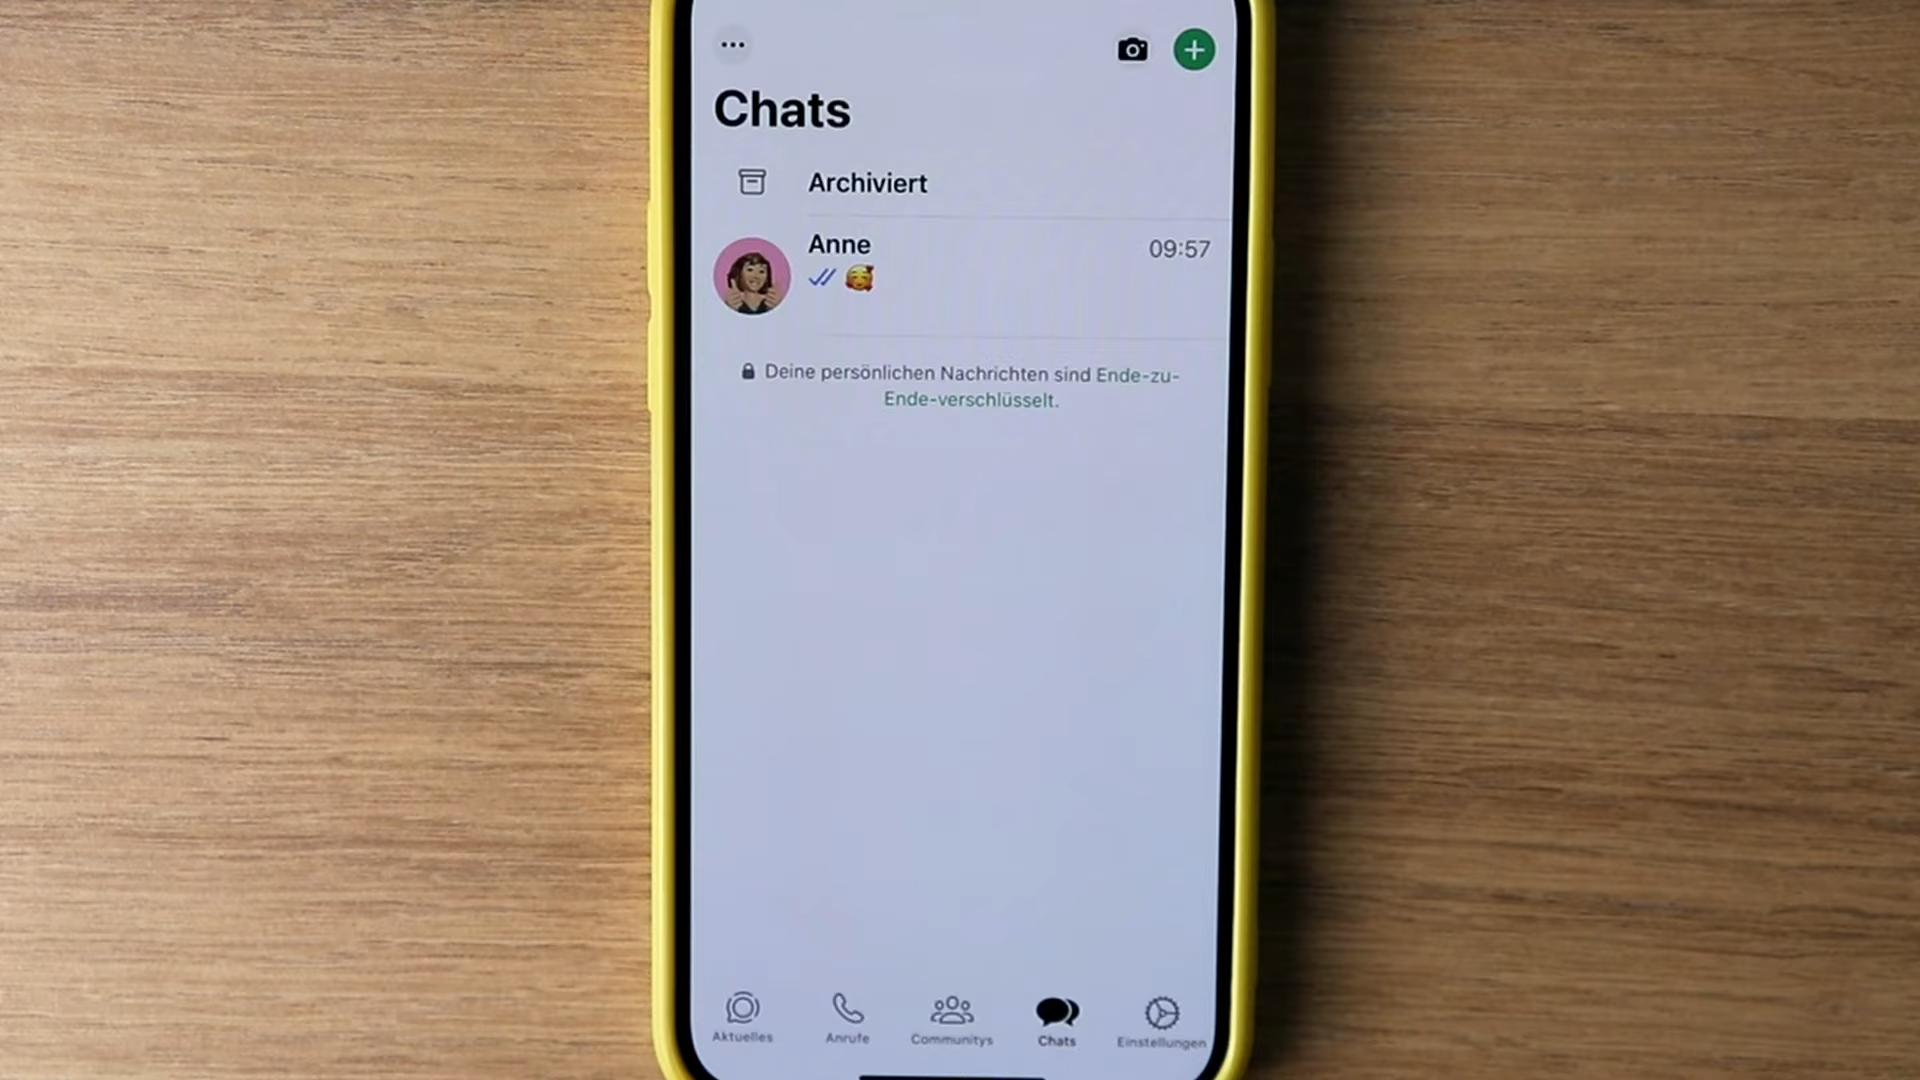 Chats
Archiviert
Anne
09:57
Deine persönlichen Nachrichten sind Ende-zu-
Ende-verschlüsselt.
Aktuelles
Anrufe
Communitys
Chats
Einstellungen